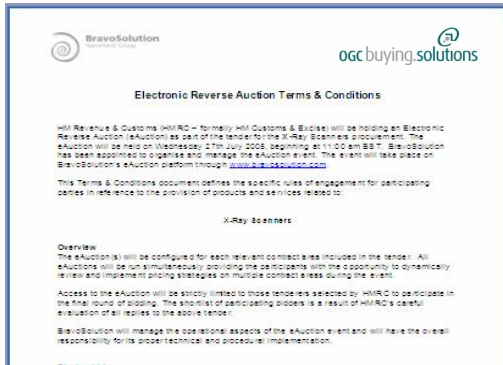 BravoSolution
ogcbuying.solutions
Electronic Reverse Auction Terms & Conditions
HM Revenue & Customs (HMRC – formally HM Customs & Excise) will be holding an Electronic
Reverse Auction (eAuction) as part of the tender for the X-Ray Scanners procurement. The
eAuction will be held on Wednesday 27th July 2005, beginning at 11:00 am BST. BravoSolution
has been appointed to organise and manage the eAuction event. The event will take place on
BravoSolution's eAuction platform through www.bravosolution.com.
This Terms & Conditions document defines the specific rules of engagement for participating
parties in reference to the provision of products and services related to:
X-Ray Scanners
Overview
The eAuction(s) will be configured for each relevant contract area included in the tender. All
eAuctions will be run simultaneously providing the participants with the opportunity to dynamically
review and implement pricing strategies on multiple contract areas during the event.
Access to the eAuction will be strictly limited to those tenderers selected by HMRC to participate in
the final round of bidding. The shortlist of participating bidders is a result of HMRC's careful
evaluation of all replies to the above tender.
BravoSolution will manage the operational aspects of the eAuction event and will have the overall
responsibility for its proper technical and procedural implementation.